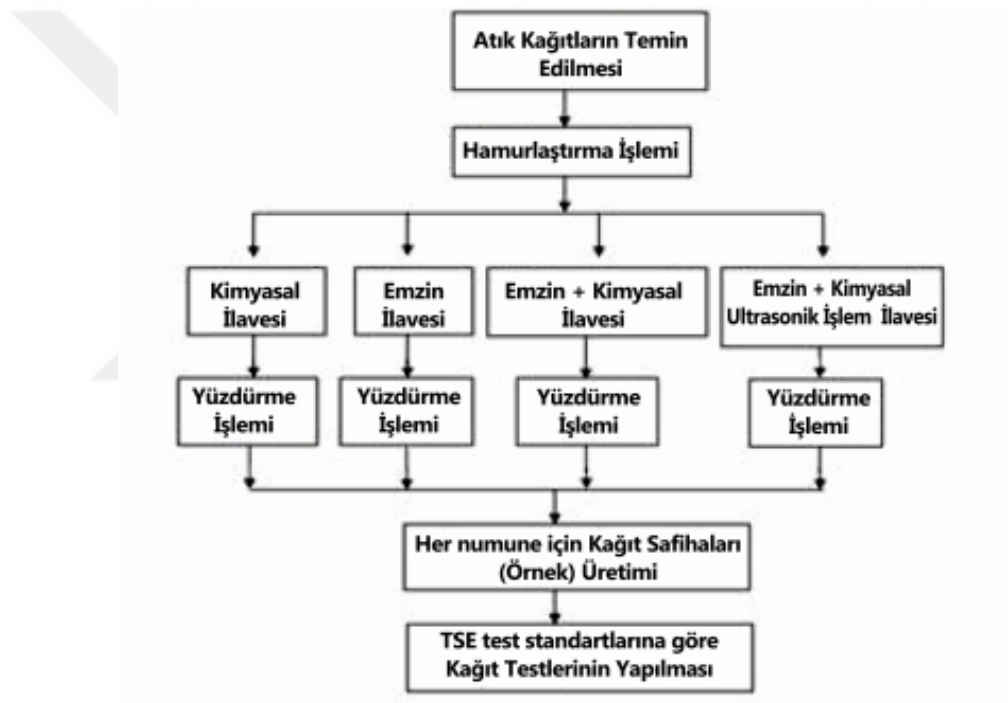 Atık Kağıtların Temin
Edilmesi
Hamurlaştırma İşlemi
Kimyasal
İlavesi
Emzin
İlavesi
Emzin + Kimyasal
İlavesi
Emzin + Kimyasal
Ultrasonik İşlem İlavesi
Yüzdürme
İşlemi
Yüzdürme
İşlemi
Yüzdürme
İşlemi
Yüzdürme
İşlemi
Her numune için Kağıt Safihaları
(Örnek) Üretimi
TSE test standartlarına göre
Kağıt Testlerinin Yapılması